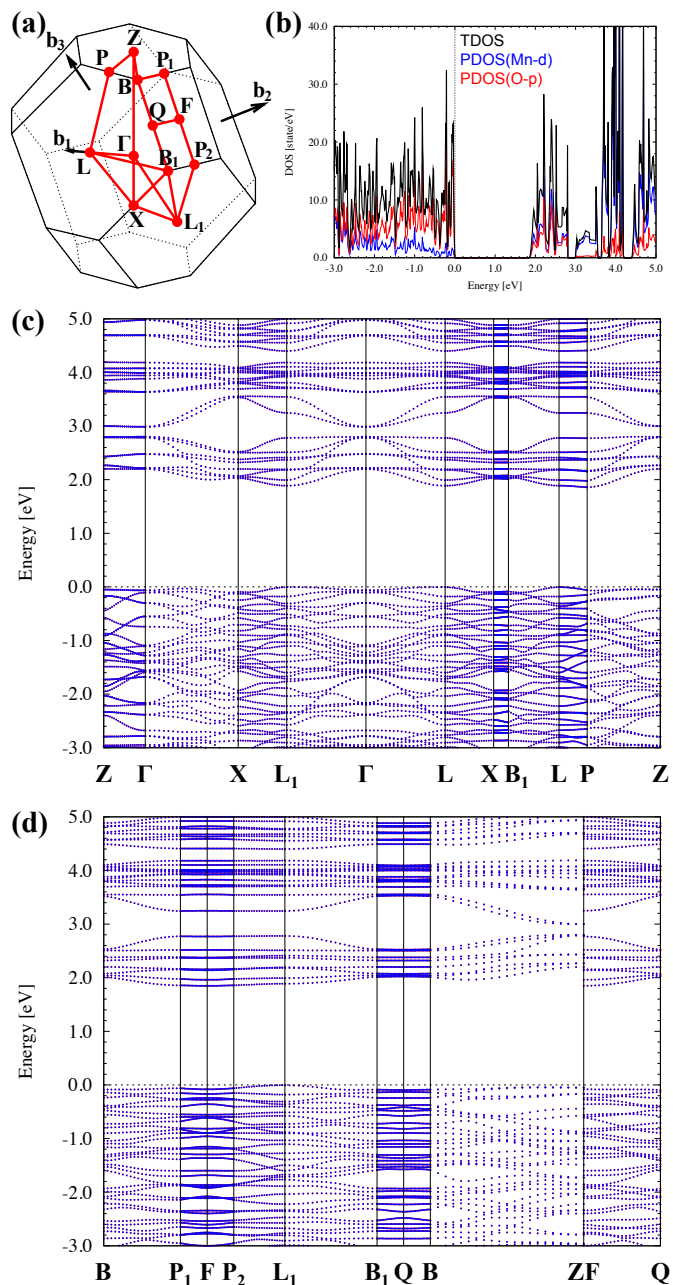 (a)
Z
b3
P
P1
B
b2
Q
F
b1
Γ
B1
P2
L
X
L1
(b)
40.0
30.0
20.0
10.0
0.0
DOS [state/eV]
TDOS
PDOS(Mn-d)
PDOS(O-p)
-3.0 -2.0 -1.0 0.0 1.0 2.0 3.0 4.0 5.0
Energy [eV]
(c)
5.0
4.0
3.0
2.0
1.0
0.0
-1.0
-2.0
-3.0
Energy [eV]
Z Γ X L1 Γ L X B1 L P Z
(d)
5.0
4.0
3.0
2.0
1.0
0.0
-1.0
-2.0
-3.0
Energy [eV]
B P1 F P2 L1 B1 Q B ZF Q